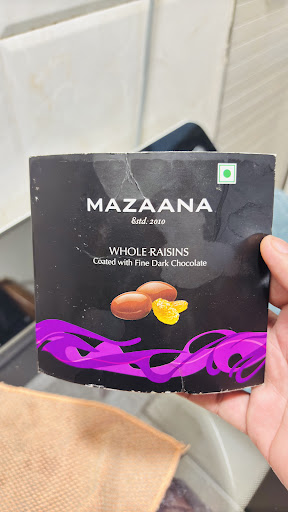 MAZAANA
Estd. 2010
WHOLE RAISINS
Coated with Fine Dark Chocolate